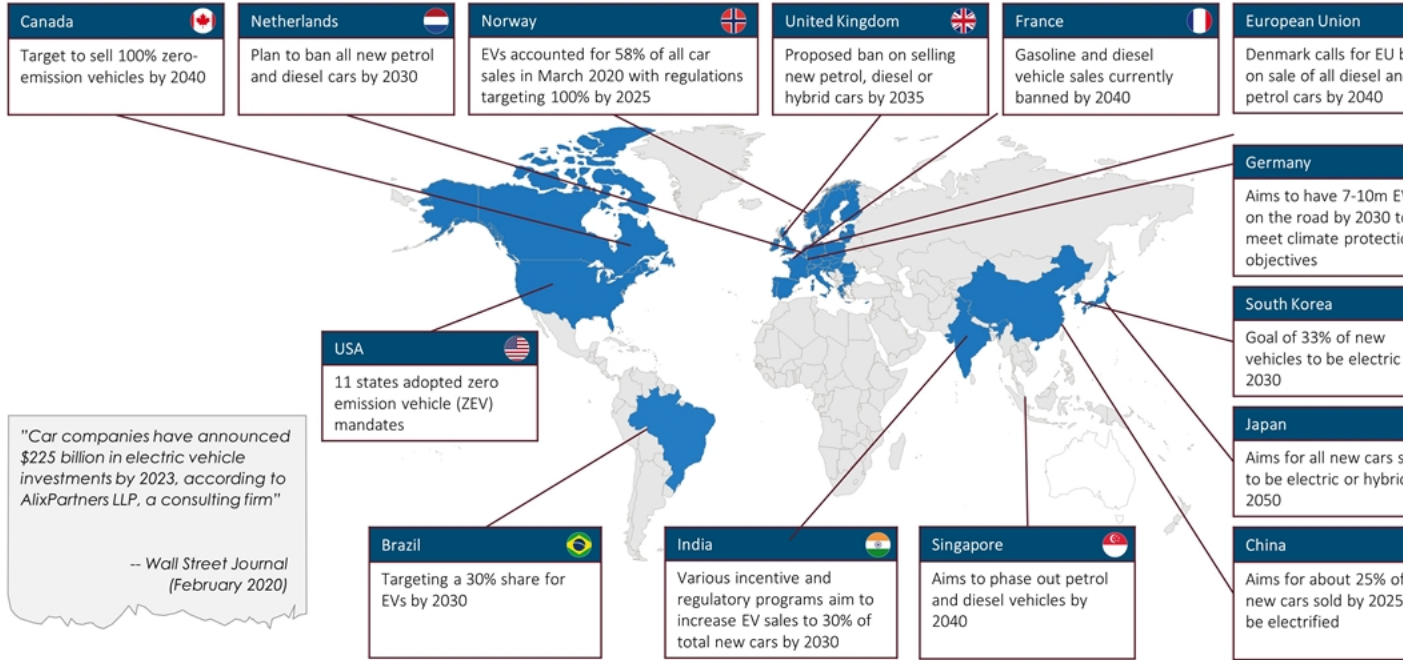 Canada
Target to sell 100% zero-
emission vehicles by 2040
Netherlands
Plan to ban all new petrol
and diesel cars by 2030
Norway
EVs accounted for 58% of all car
sales in March 2020 with regulations
targeting 100% by 2025
United Kingdom
Proposed ban on selling
new petrol, diesel or
hybrid cars by 2035
France
Gasoline and diesel
vehicle sales currently
banned by 2040
European Union
Denmark calls for EU
on sale of all diesel
petrol cars by 2040
Germany
Aims to have 7-10m
on the road by 2030
meet climate
objectives
South Korea
Goal of 33% of new
vehicles to be electric
2030
Japan
Aims for all new cars
to be electric or
2050
China
Aims for about 25% of
new cars sold by 2025
be electrified
USA
11 states adopted zero
emission vehicle (ZEV)
mandates
"Car companies have announced
$225 billion in electric vehicle
investments by 2023, according to
AlixPartners LLP, a consulting firm"
-- Wall Street Journal
(February 2020)
Brazil
Targeting a 30% share for
EVs by 2030
India
Various incentive and
regulatory programs aim to
increase EV sales to 30% of
total new cars by 2030
Singapore
Aims to phase out petrol
and diesel vehicles by
2040